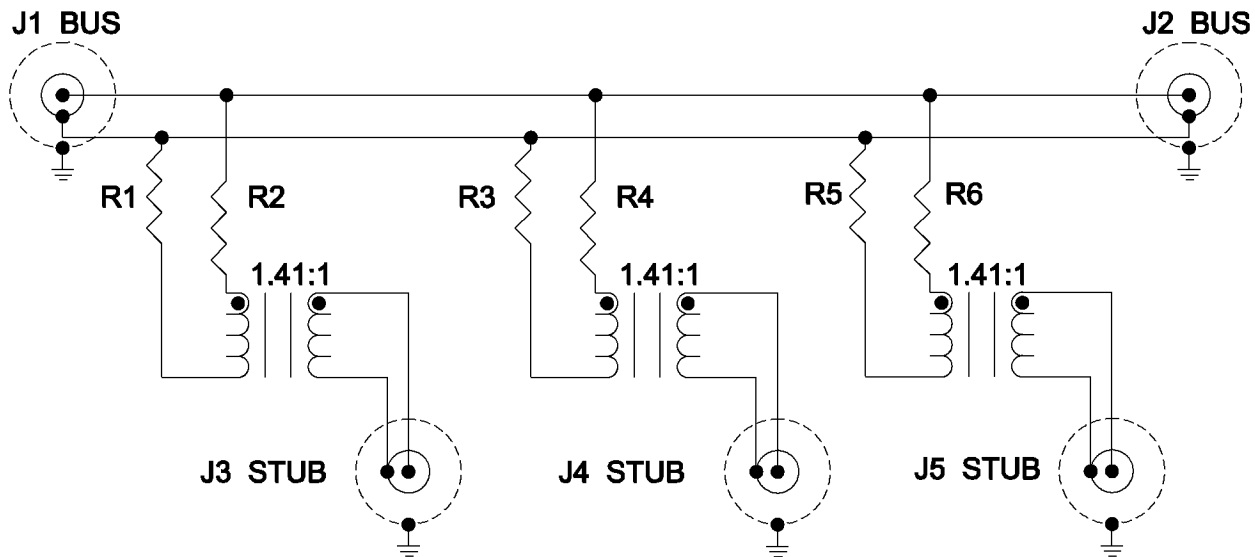 J1 BUS
J2 BUS
R1
R2
R3
R4
R5
R6
1.41:1
1.41:1
1.41:1
J3 STUB
J4 STUB
J5 STUB